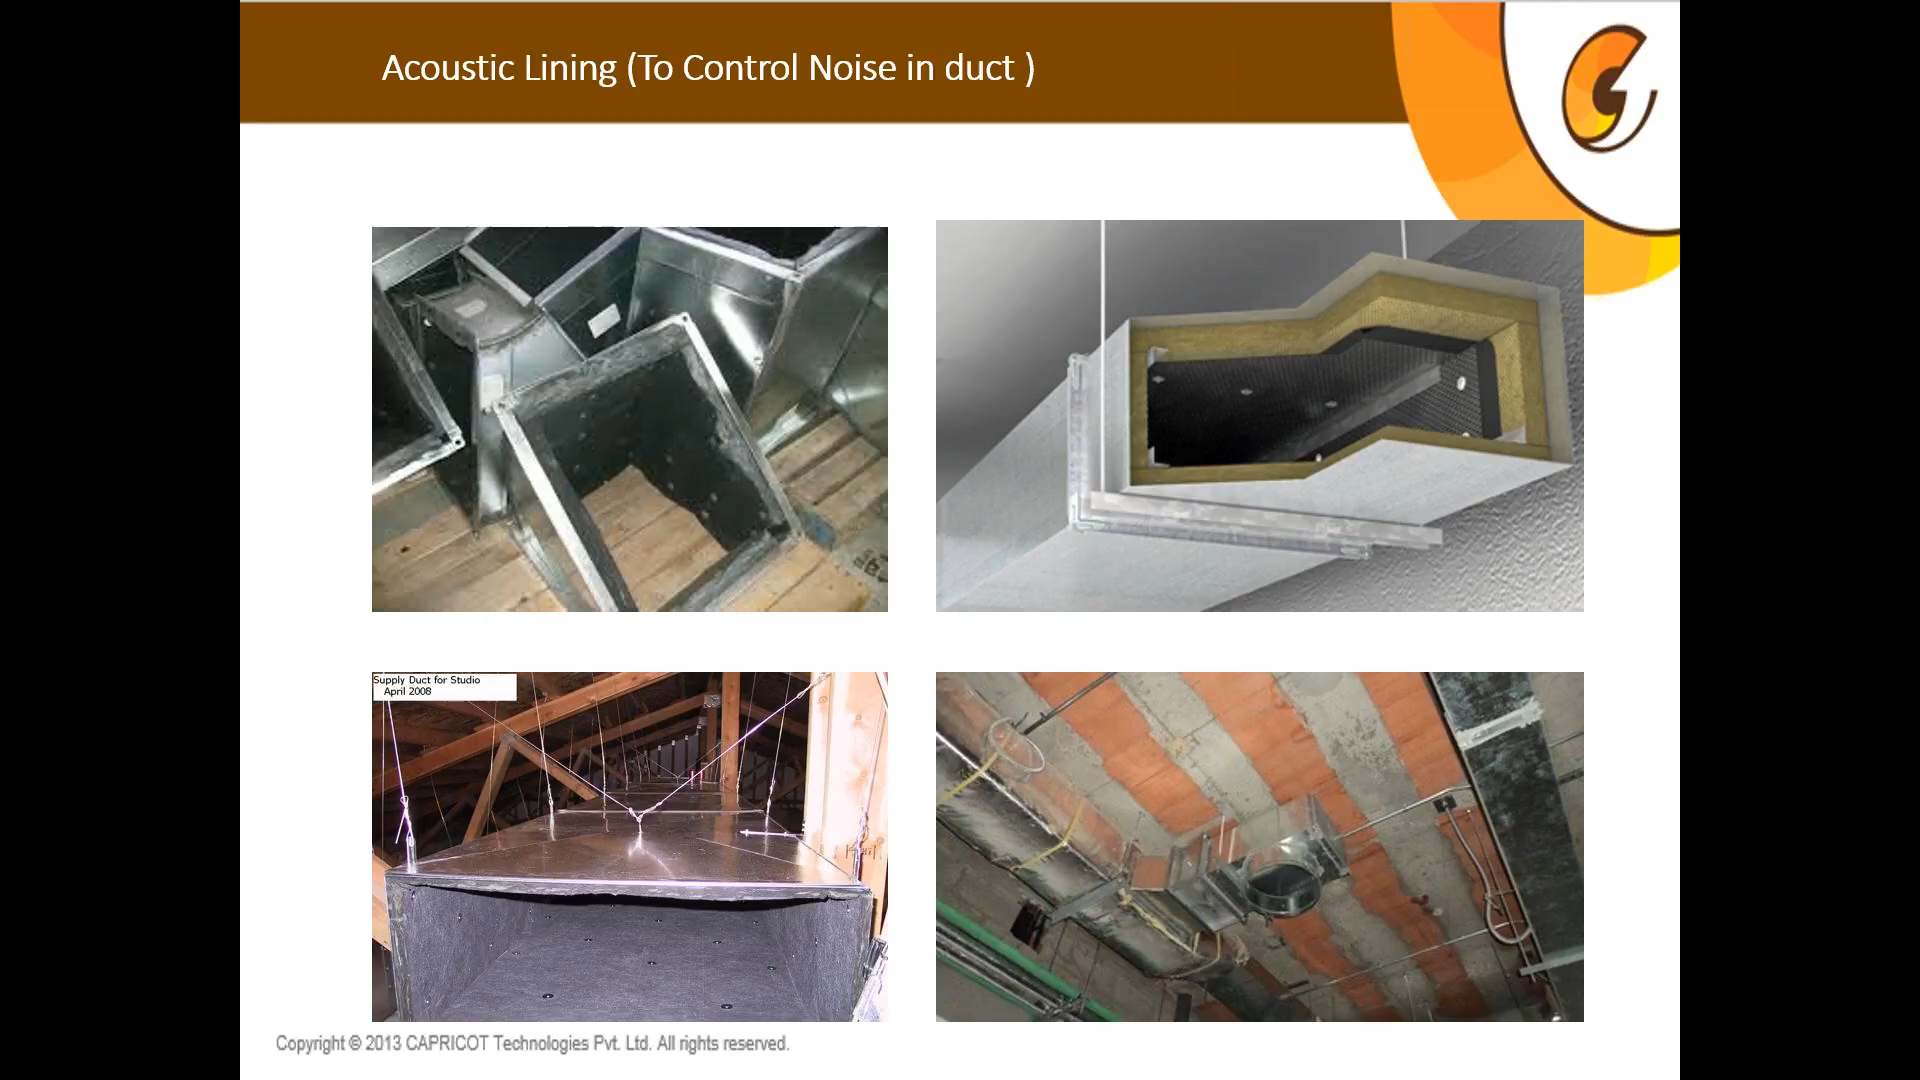 Acoustic Lining (To Control Noise in duct )
Supply Duct for Studio
April 2008
Copyright © 2013 CAPRICOT Technologies Pvt. Ltd. All rights reserved.